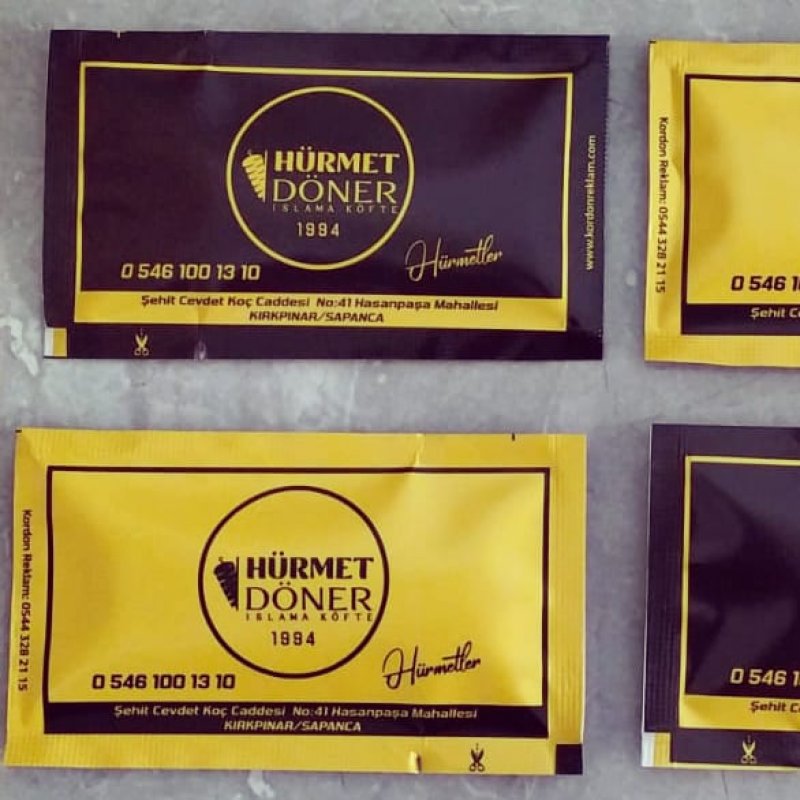 HÜRMET
DÖNER
ISLAMA KÖFTE
1994
Hürmetler
0 546 100 13 10
Şehit Cevdet Koç Caddesi No:41 Hasanpaşa Mahallesi
KIRKPINAR/SAPANCA
www.kordonreklam.com
Kordon Reklam: 0544 328 21 15
0 546 1
Şehit C
Kordon Reklam: 0544 328 21 15
HÜRMET
DÖNER
ISLAMA KÖFTE
1994
Hürmetler
0 546 100 13 10
Şehit Cevdet Koç Caddesi No:41 Hasanpaşa Mahallesi
KIRKPINAR/SAPANCA
0 546 1
Şehit C